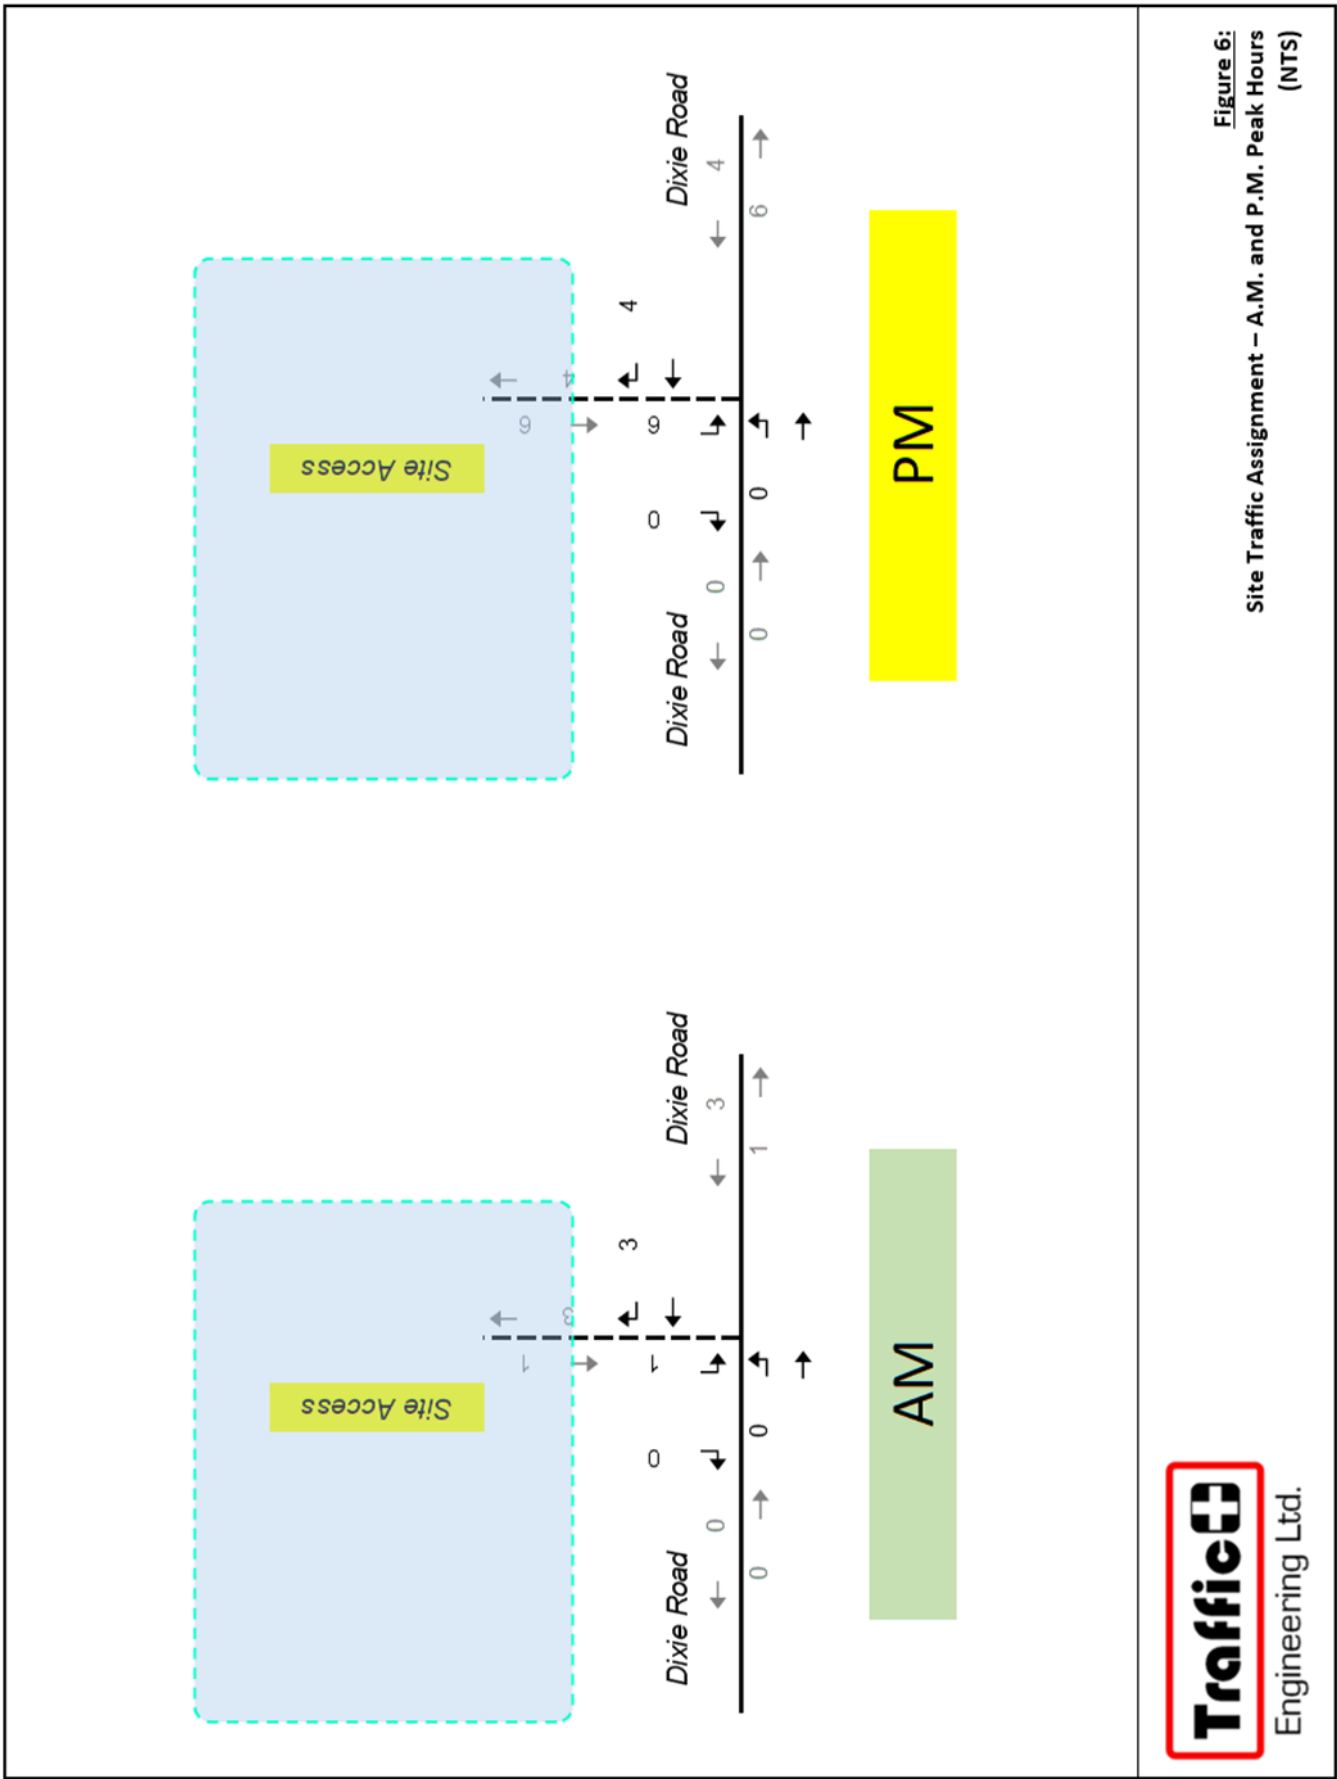 Site Access
1
3
3
0
1
Dixie Road
Dixie Road
0
3
0
0
1
AM
Site Access
6
4
4
0
6
Dixie Road
Dixie Road
0
4
0
0
6
PM
Traffic
Engineering Ltd.
Figure 6:
Site Traffic Assignment – A.M. and P.M. Peak Hours
(NTS)